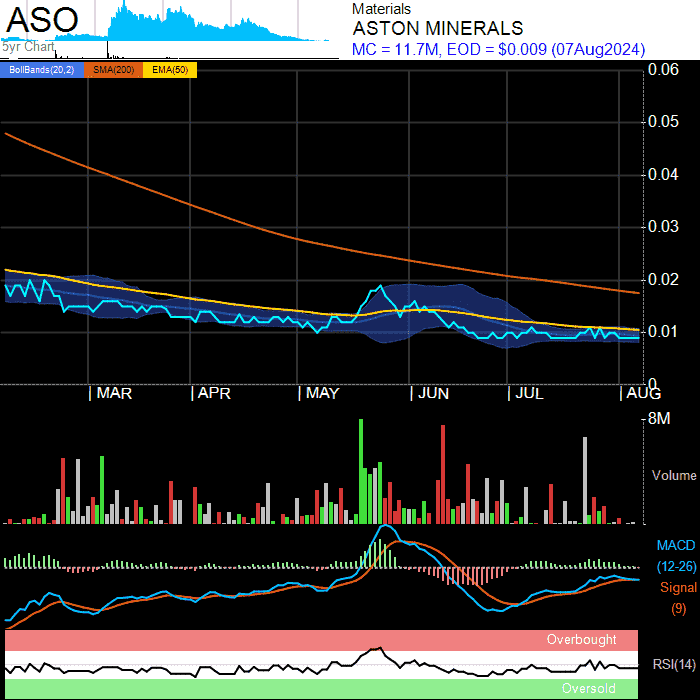 ASO
5yr Chart
Materials
ASTON MINERALS
MC = 11.7M, EOD = $0.009 (07Aug2024)
BollBands(20,2) SMA(200) EMA(50)
0.06
0.05
0.04
0.03
0.02
0.01
0
MAR APR MAY JUN JUL AUG
8M
Volume
MACD
(12-26)
Signal
(9)
Overbought
RSI(14)
Oversold